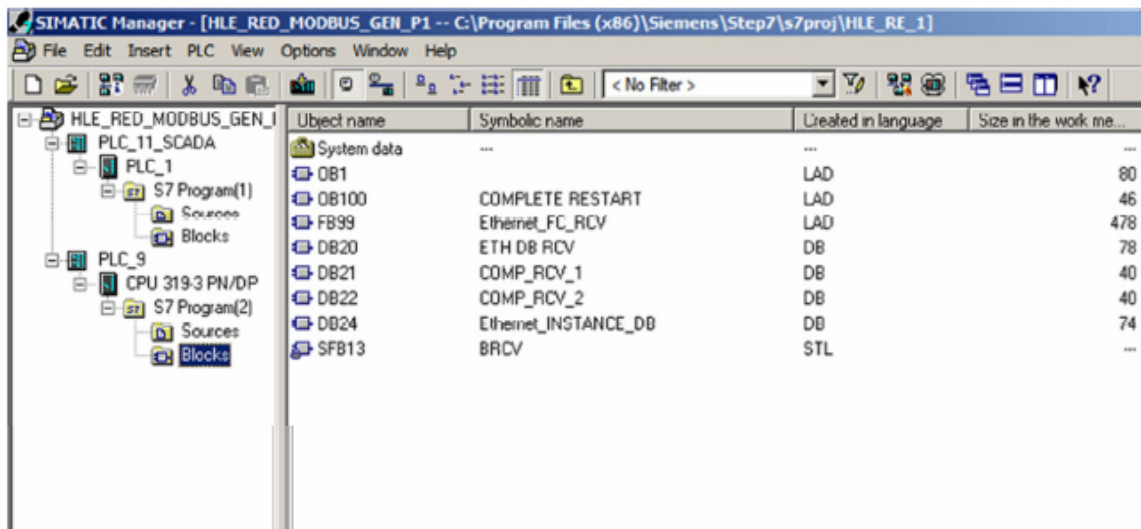 SIMATIC Manager - [HLE_RED_MODBUS_GEN_P1 -- C:\Program Files (x86)\Siemens\Step7\s7proj\HLE_RE_1]
File Edit Insert PLC View Options Window Help
< No Filter >
HLE_RED_MODBUS_GEN_
PLC_11_SCADA
PLC_1
S7 Program(1)
Sources
Blocks
PLC_9
CPU 319-3 PN/DP
S7 Program(2)
Sources
Blocks
Object name Symbolic name Created in language Size in the work me...
System data --- --- ---
OB1 LAD 80
OB100 COMPLETE RESTART LAD 46
FB99 Ethernet_FC_RCV LAD 478
DB20 ETH DB RCV DB 78
DB21 COMP_RCV_1 DB 40
DB22 COMP_RCV_2 DB 40
DB24 Ethernet_INSTANCE_DB DB 74
SFB13 BRCV STL ---